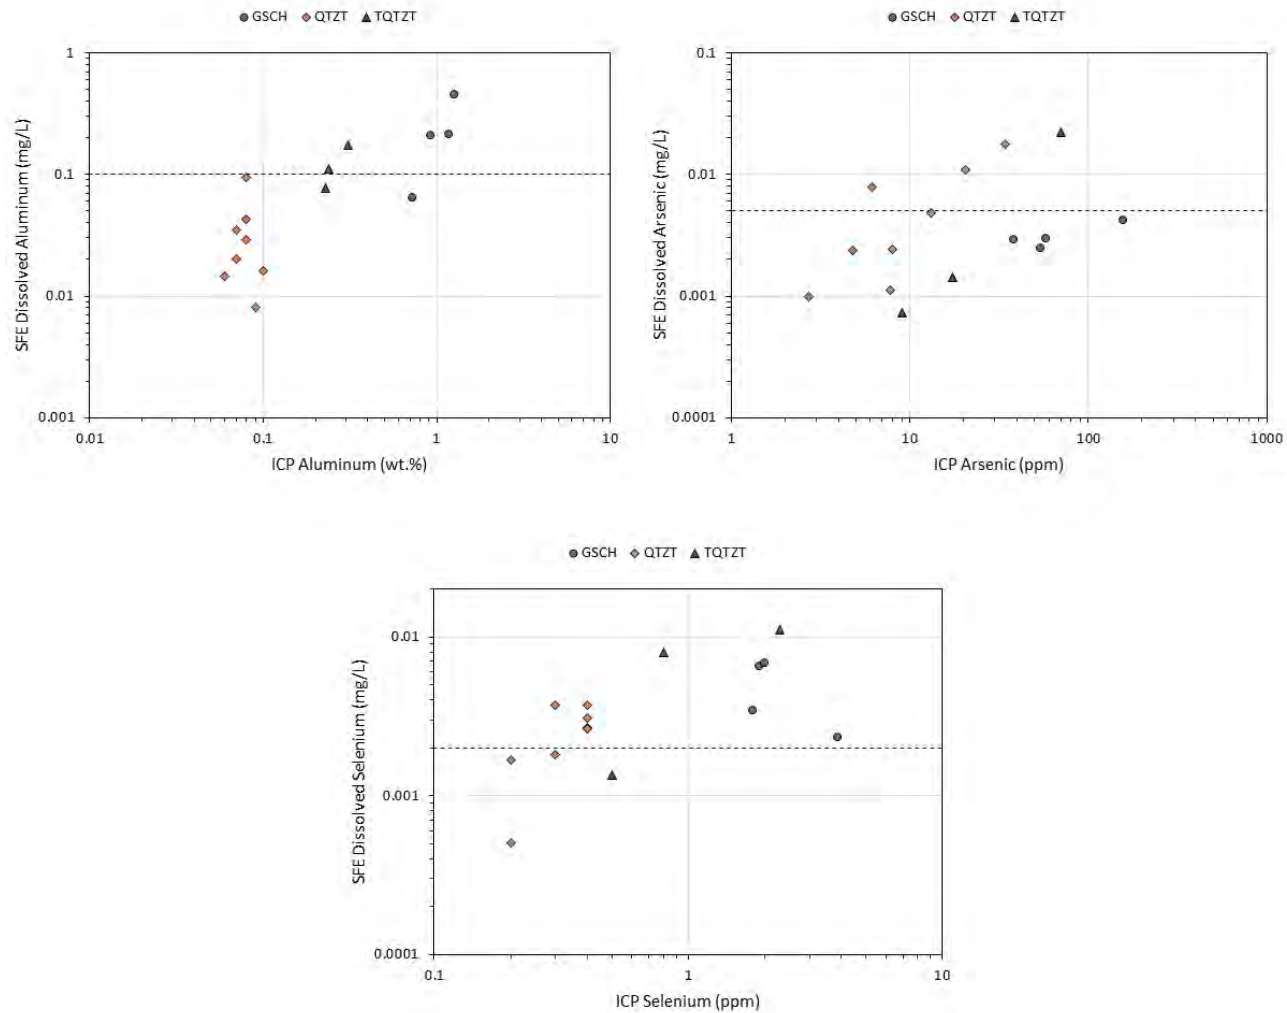 GSCH QTZT TQTZT
1
0.1
0.01
0.001
SFE Dissolved Aluminum (mg/L)
0.01 0.1 1 10
ICP Aluminum (wt.%)
GSCH QTZT TQTZT
0.1
0.01
0.001
0.0001
SFE Dissolved Arsenic (mg/L)
1 10 100 1000
ICP Arsenic (ppm)
GSCH QTZT TQTZT
0.01
0.001
0.0001
SFE Dissolved Selenium (mg/L)
0.1 1 10
ICP Selenium (ppm)